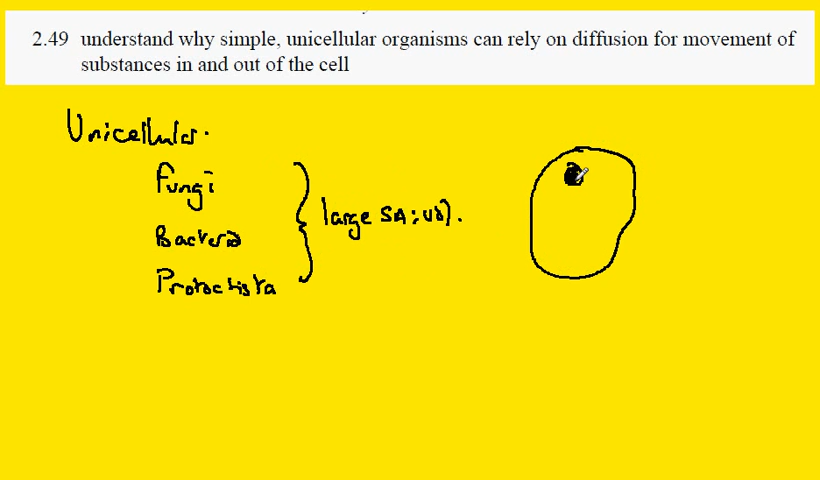 2.49 understand why simple, unicellular organisms can rely on diffusion for movement of
substances in and out of the cell
Unicellular.
Fungi
large SA:vol.
Bacteria
Protoctista